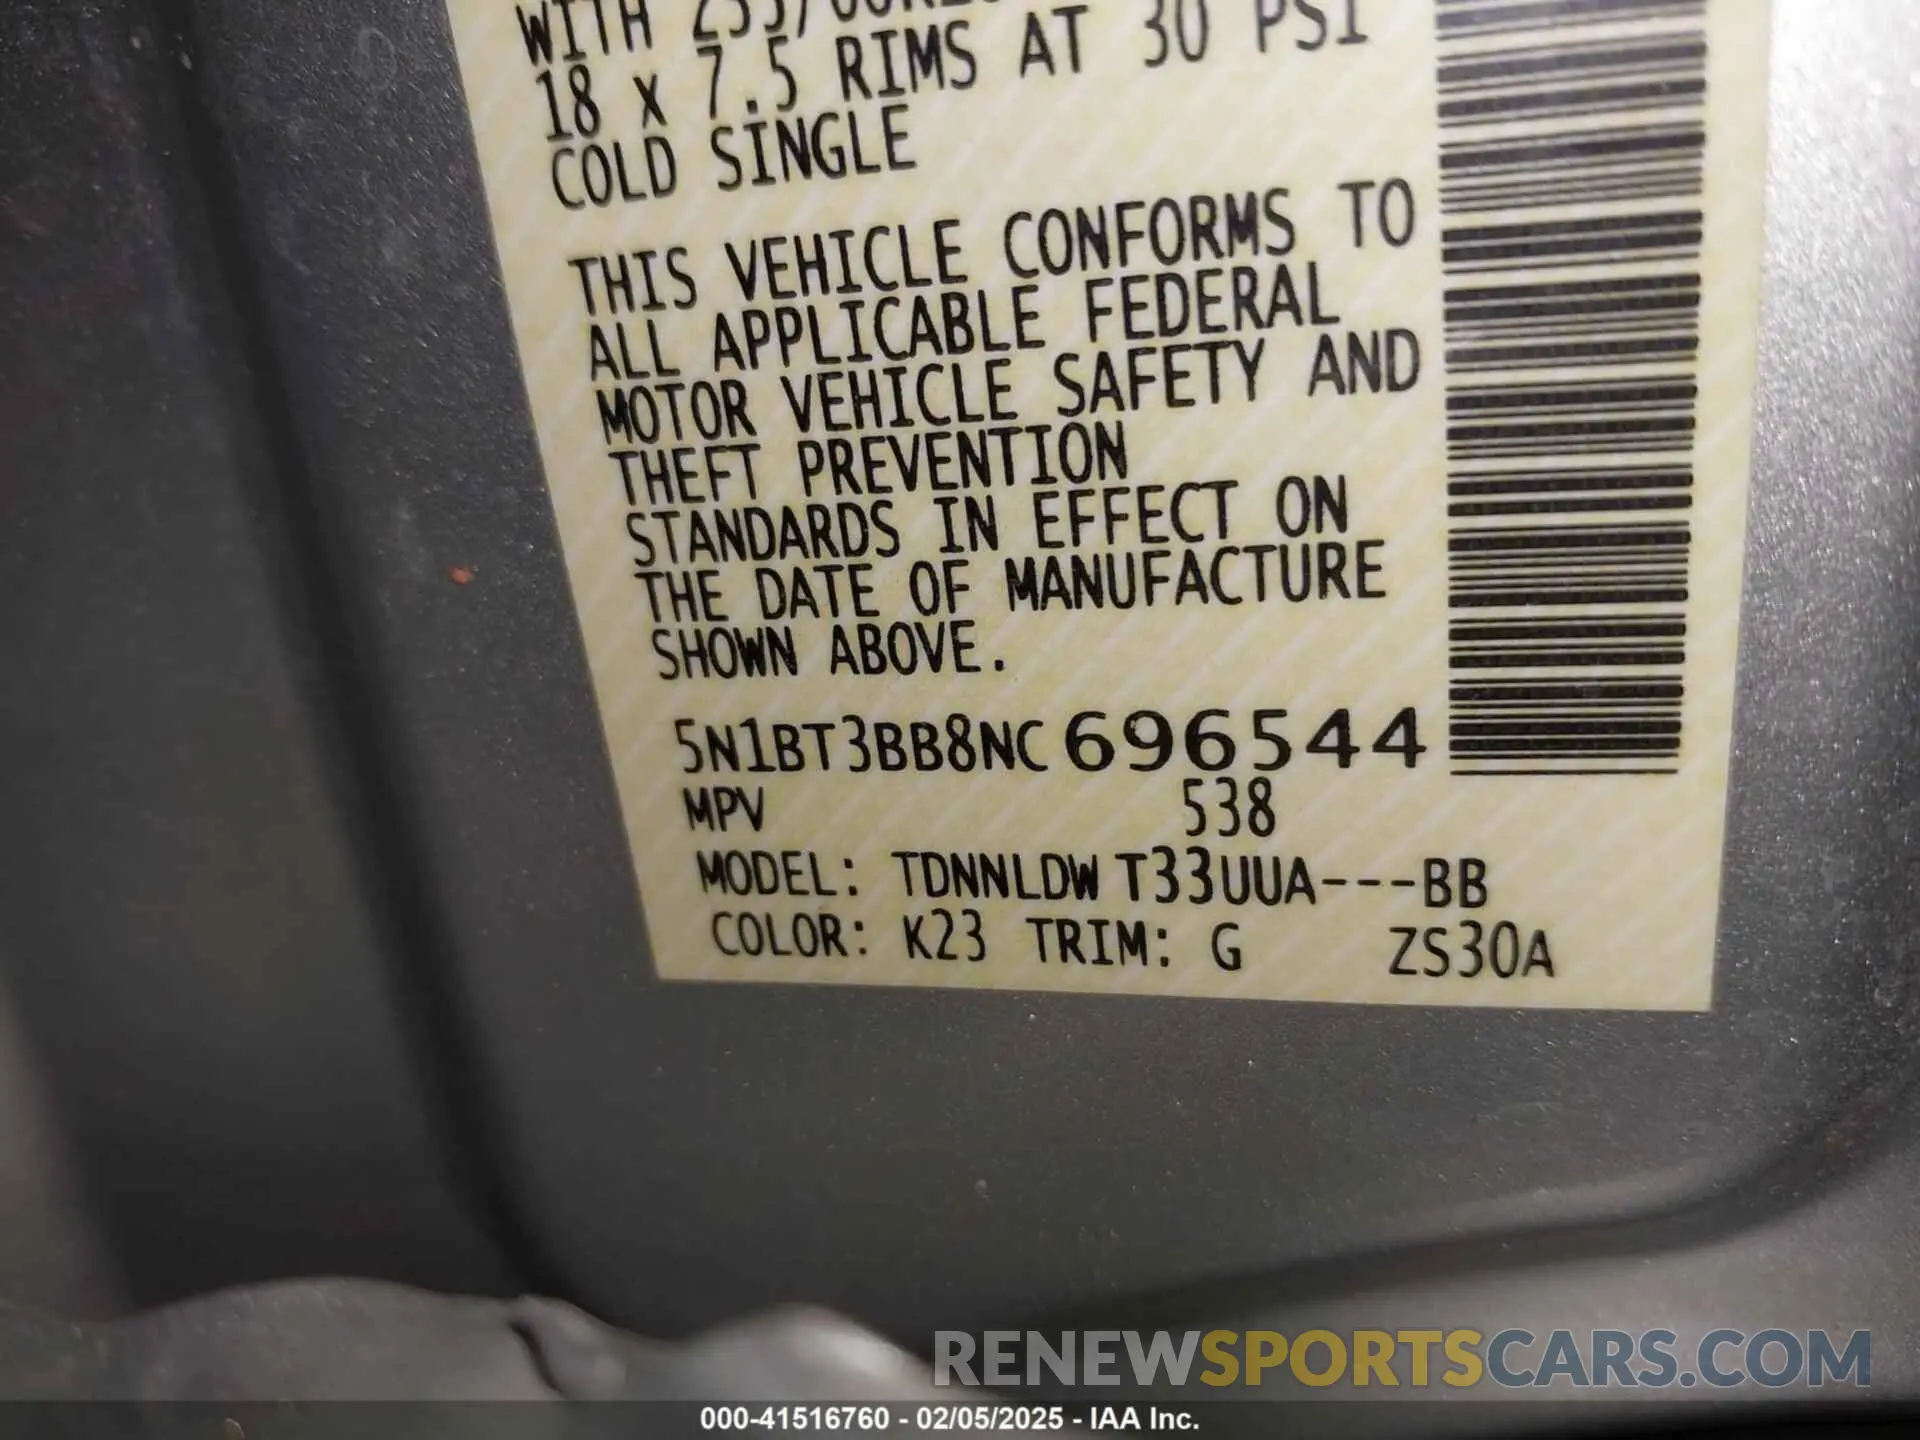 WITH
18 x 7.5 RIMS AT 30 PSI
COLD SINGLE
THIS VEHICLE CONFORMS TO
ALL APPLICABLE FEDERAL
MOTOR VEHICLE SAFETY AND
THEFT PREVENTION
STANDARDS IN EFFECT ON
THE DATE OF MANUFACTURE
SHOWN ABOVE.
5N1BT3BB8NC696544
MPV 538
MODEL: TDNNLDW T33UUA---BB
COLOR: K23 TRIM: G ZS30A
RENEWSPORTSCARS.COM
000-41516760 - 02/05/2025 - IAA Inc.